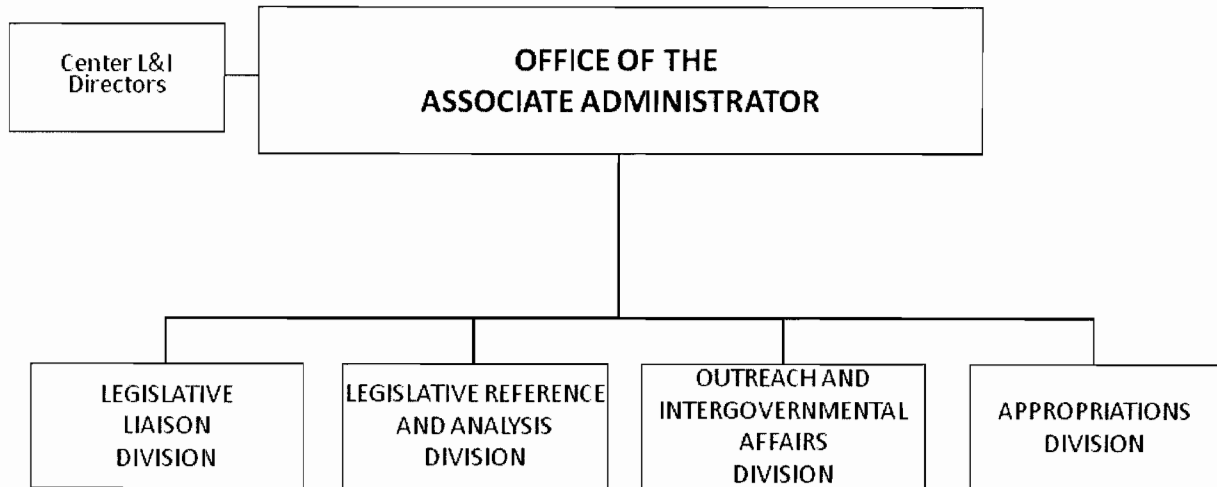 Center L&I
Directors
OFFICE OF THE
ASSOCIATE ADMINISTRATOR
LEGISLATIVE
LIAISON
DIVISION
LEGISLATIVE REFERENCE
AND ANALYSIS
DIVISION
OUTREACH AND
INTERGOVERNMENTAL
AFFAIRS
DIVISION
APPROPRIATIONS
DIVISION